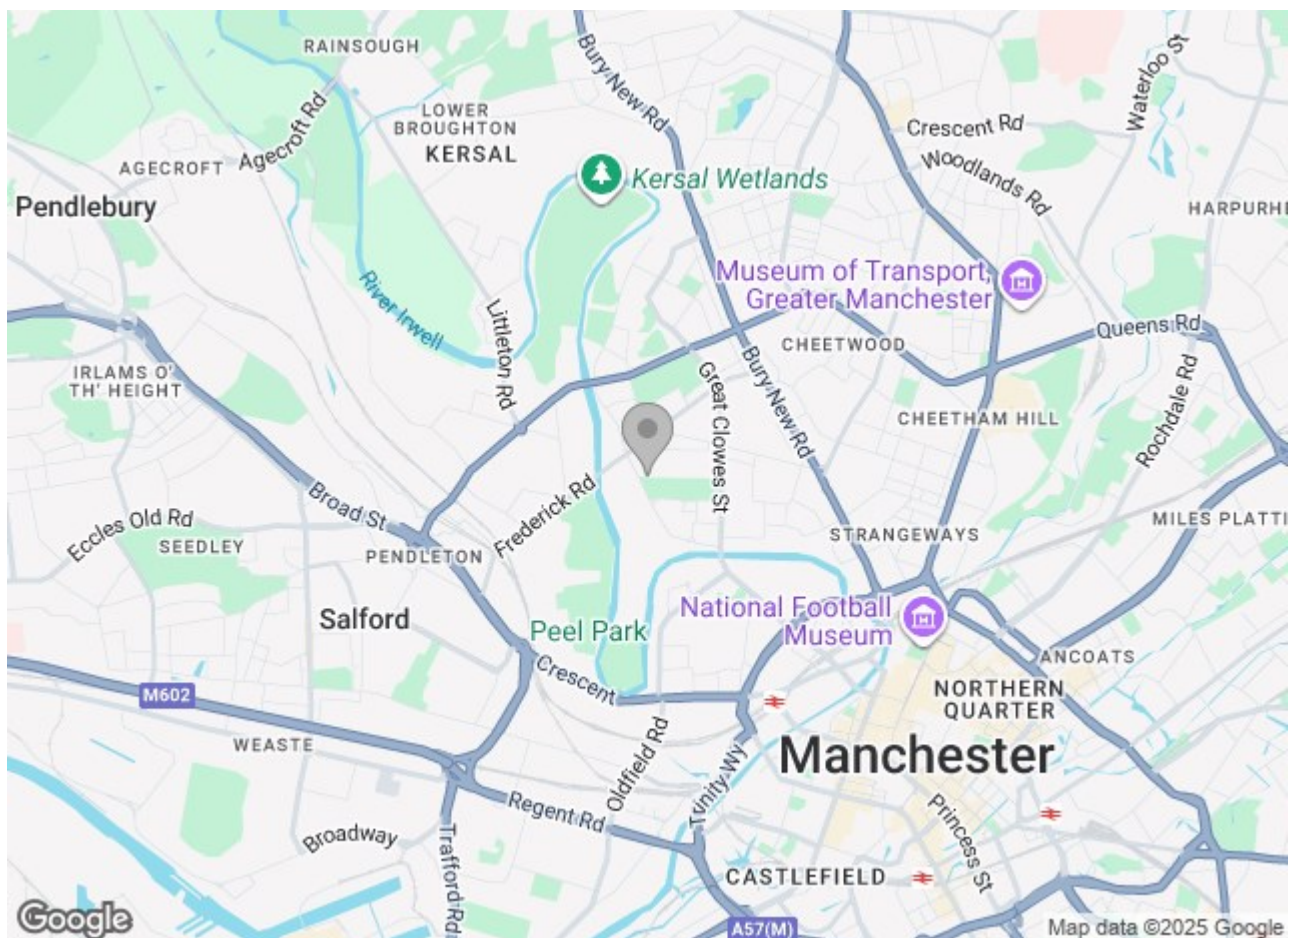 RAINSOUGH
Bury New Rd
LOWER
BROUGHTON
KERSAL
Agecroft Rd
AGECROFT
Crescent Rd
Waterloo St
Woodlands Rd
Kersal Wetlands
Pendlebury
HARPURHE
Museum of Transport,
Greater Manchester
River Irwell
Littleton Rd
Queens Rd
CHEETWOOD
IRLAMS O'
TH' HEIGHT
Great Clowes St
Bury New Rd
Rochdale Rd
CHEETHAM HILL
Broad St
Frederick Rd
Eccles Old Rd
SEEDLEY
PENDLETON
STRANGEWAYS
MILES PLATTI
Salford
National Football
Museum
Peel Park
Crescent
ANCOATS
M602
NORTHERN
QUARTER
WEASTE
Oldfield Rd
Trinity Wy
Manchester
Regent Rd
Princess St
Broadway
Trafford Rd
CASTLEFIELD
Google
A57(M)
Map data ©2025 Google